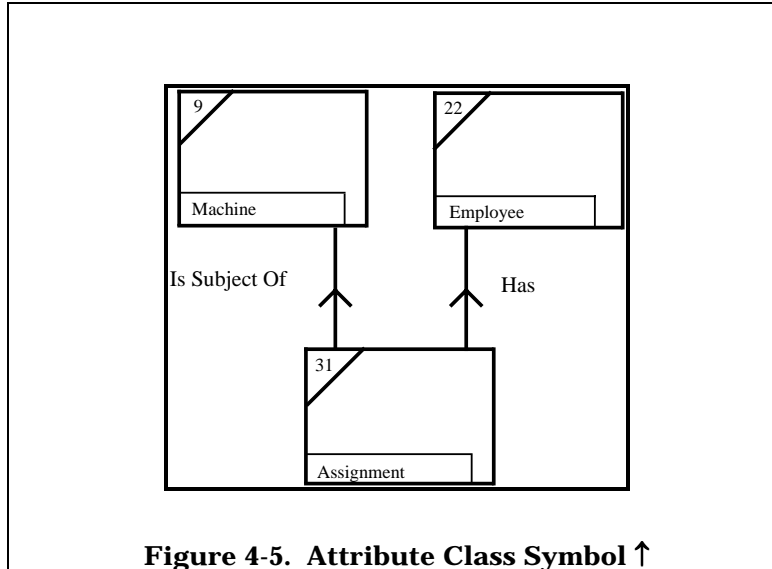 9
22
Machine
Employee
Is Subject Of
Has
31
Assignment
Figure 4-5. Attribute Class Symbol ↑